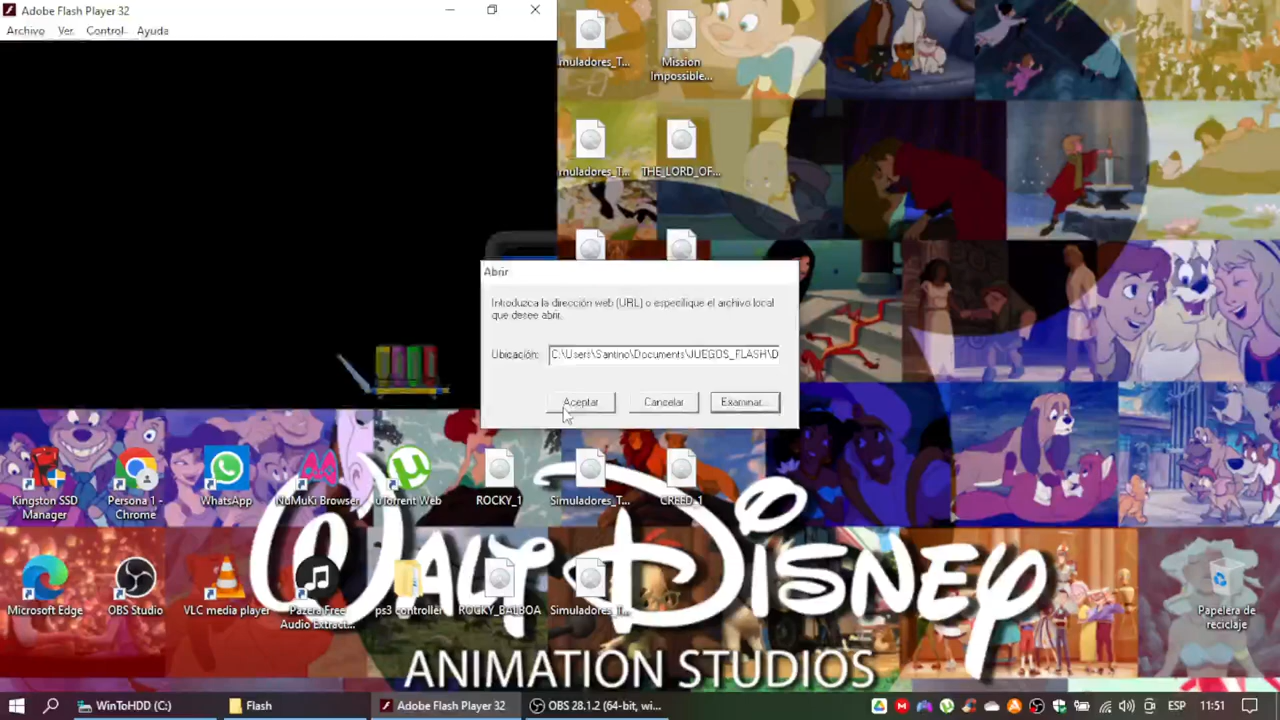 Adobe Flash Player 32
Archivo Ver Control Ayuda
Mission
Impossible...
THE_LORD_OF...
Abrir
Introduzca la dirección web (URL) o especifique el archivo local
que desee abrir.
Ubicación: C:\Users\Santino\Documents\JUEGOS_FLASH\D
Aceptar Cancelar Examinar...
Kingston SSD
Manager
Persona 1 -
Chrome
WhatsApp
NuMuKi Browser
uTorrent Web
ROCKY_1
Simuladores_T...
CREED_1
Microsoft Edge
OBS Studio
VLC media player
Pazera Free
Audio Extract...
ps3 controller
ROCKY_BALBOA
Simuladores_T...
Papelera de
reciclaje
WALT DISNEY
ANIMATION STUDIOS
WinToHDD (C:)
Flash
Adobe Flash Player 32
OBS 28.1.2 (64-bit, wi...
ESP 11:51